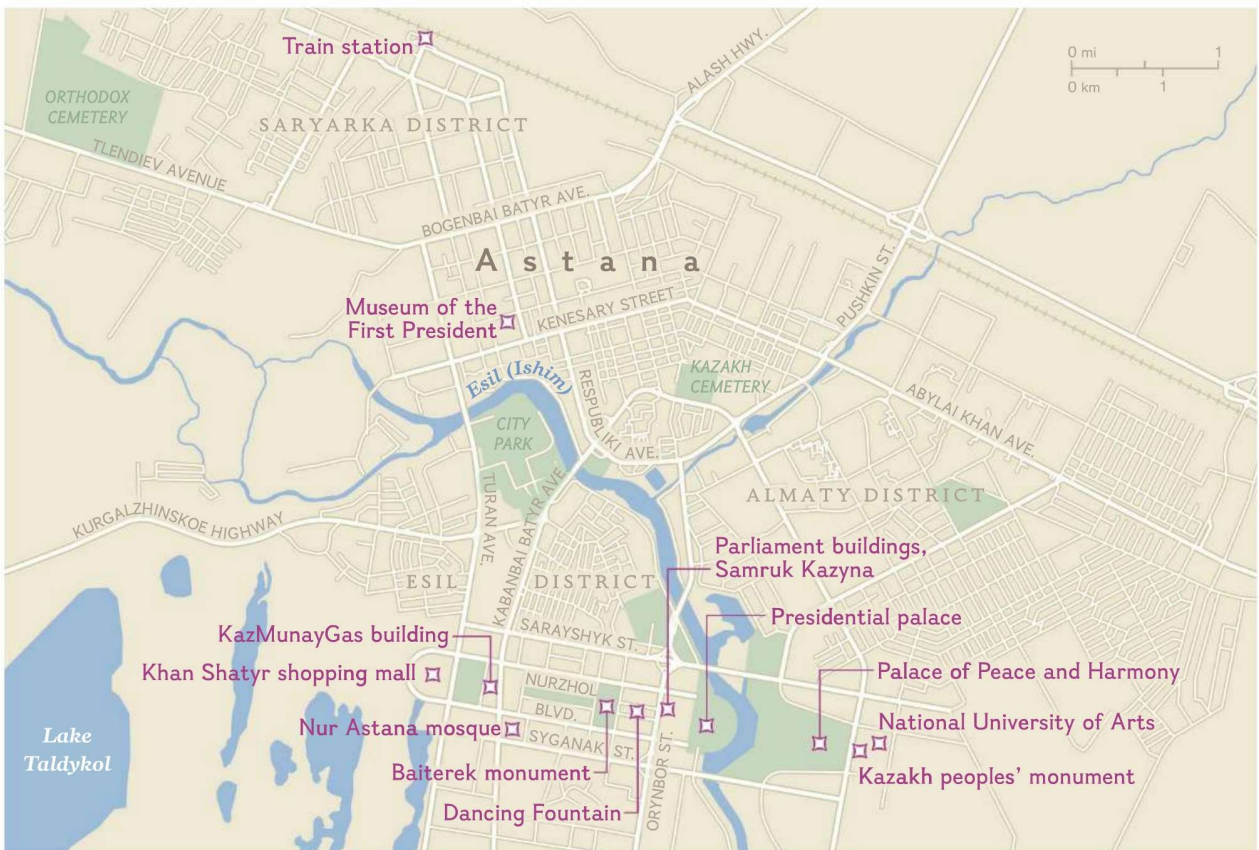 Train station
0 mi 1
0 km 1
ALASH HWY.
ORTHODOX
CEMETERY
SARYARKA DISTRICT
TLENDIEV AVENUE
BOGENBAI BATYR AVE.
Astana
PUSHKIN ST.
Museum of the
First President
KENESARY STREET
Esil (Ishim)
RESPUBLIKI AVE.
KAZAKH
CEMETERY
ABYLAI KHAN AVE.
CITY
PARK
TURAN AVE.
KABANBAI BATYR AVE.
ALMATY DISTRICT
KURGALZHINSKOE HIGHWAY
Parliament buildings,
Samruk Kazyna
ESIL DISTRICT
Presidential palace
KazMunayGas building
SARAYSHYK ST.
Khan Shatyr shopping mall
Palace of Peace and Harmony
NURZHOL
BLVD.
Nur Astana mosque
National University of Arts
SYGANAK ST.
Lake
Taldykol
Baiterek monument
Kazakh peoples' monument
ORYNBOR ST.
Dancing Fountain